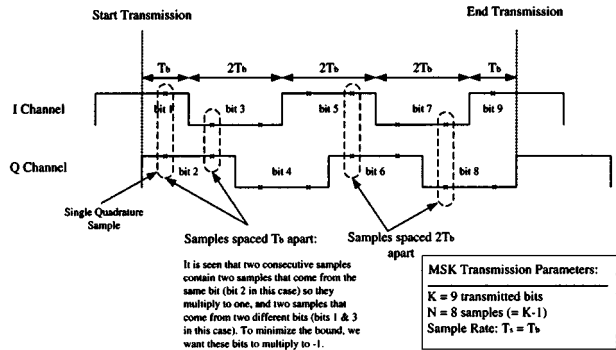 Start Transmission
End Transmission
Tb 2Tb 2Tb 2Tb Tb
I Channel
bit 1 bit 3 bit 5 bit 7 bit 9
Q Channel
bit 2 bit 4 bit 6 bit 8
Single Quadrature
Sample
Samples spaced Tb apart:
Samples spaced 2Tb
apart
It is seen that two consecutive samples
contain two samples that come from the
same bit (bit 2 in this case) so they
multiply to one, and two samples that
come from two different bits (bits 1 & 3
in this case). To minimize the bound, we
want these bits to multiply to -1.
MSK Transmission Parameters:
K = 9 transmitted bits
N = 8 samples (= K-1)
Sample Rate: Ts = Tb